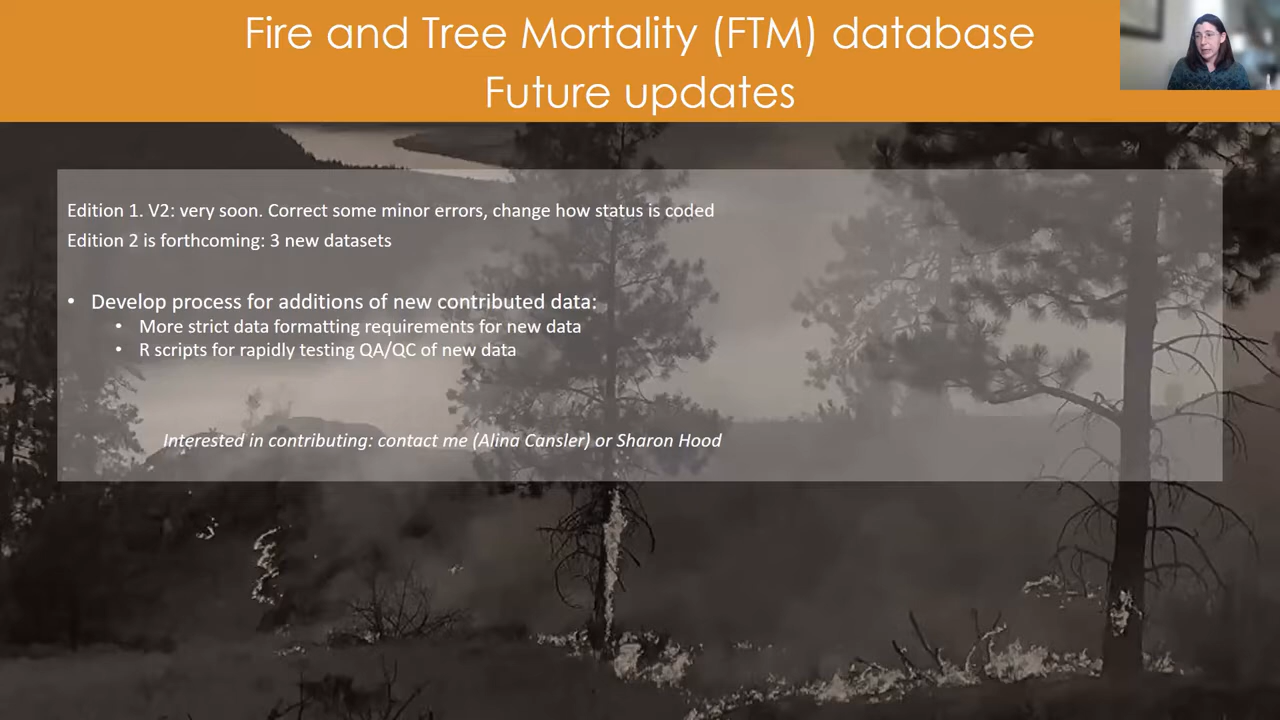 Fire and Tree Mortality (FTM) database
Future updates
Edition 1. V2: very soon. Correct some minor errors, change how status is coded
Edition 2 is forthcoming: 3 new datasets
• Develop process for additions of new contributed data:
• More strict data formatting requirements for new data
• R scripts for rapidly testing QA/QC of new data
Interested in contributing: contact me (Alina Cansler) or Sharon Hood